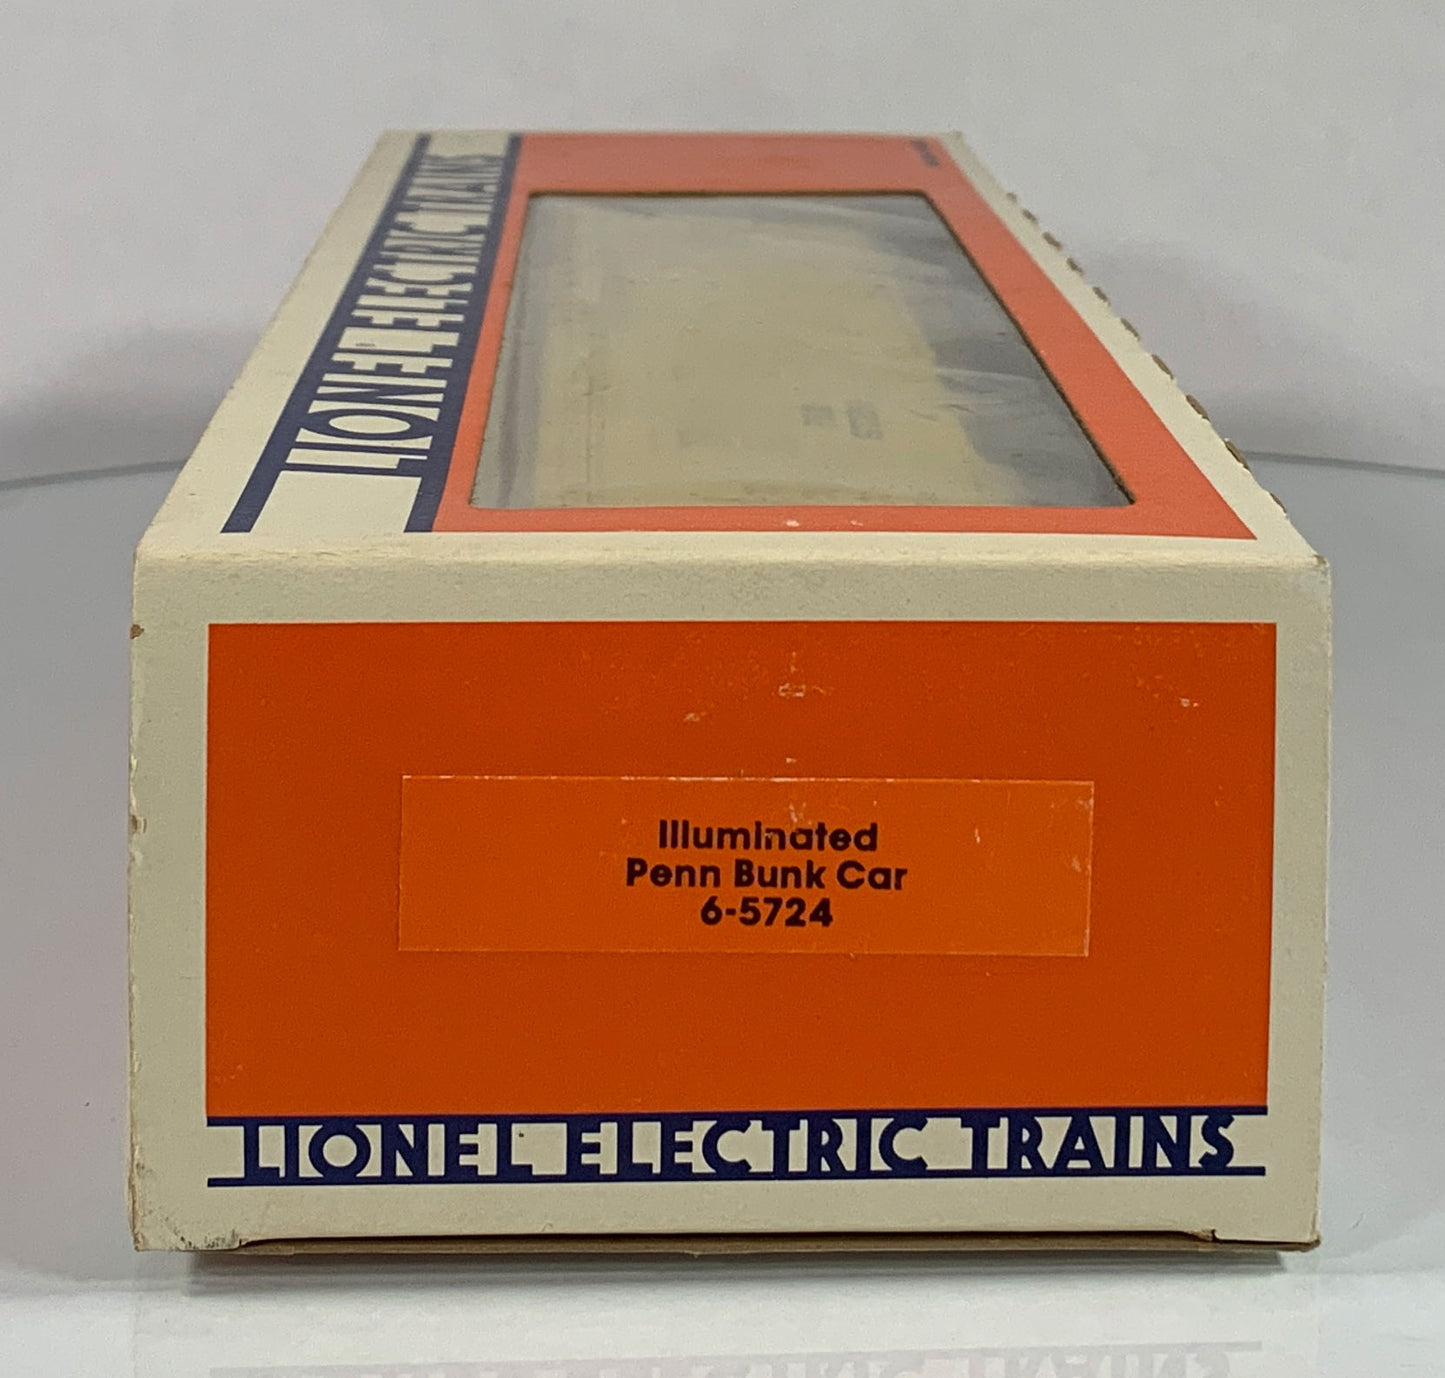 LIONEL ELECTRIC TRAINS
Illuminated
Penn Bunk Car
6-5724
LIONEL ELECTRIC TRAINS